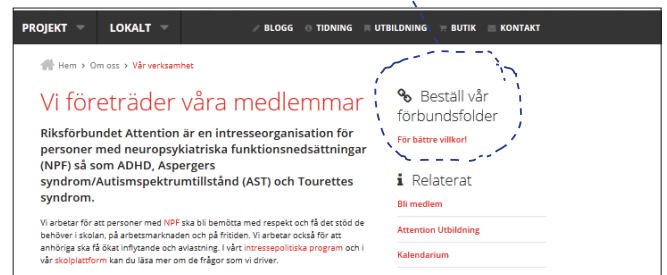 PROJEKT LOKALT BLOGG TIDNING UTBILDNING BUTIK KONTAKT
Hem › Om oss › Vår verksamhet
Vi företräder våra medlemmar
Riksförbundet Attention är en intresseorganisation för
personer med neuropsykiatriska funktionsnedsättningar
(NPF) så som ADHD, Aspergers
syndrom/Autismspektrumtillstånd (AST) och Tourettes
syndrom.
Vi arbetar för att personer med NPF ska bli bemötta med respekt och få det stöd de
behöver i skolan, på arbetsmarknaden och på fritiden. Vi arbetar också för att
anhöriga ska få ökat inflytande och avlastning. I vårt intressepolitiska program och i
vår skolplattform kan du läsa mer om de frågor som vi driver.
Beställ vår
förbundsfolder
För bättre villkor!
Relaterat
Bli medlem
Attention Utbildning
Kalendarium